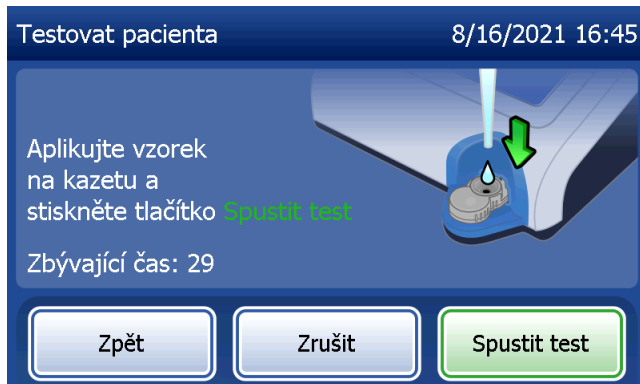 Testovat pacienta 8/16/2021 16:45
Aplikujte vzorek
na kazetu a
stiskněte tlačítko Spustit test
Zbývající čas: 29
Zpět Zrušit Spustit test